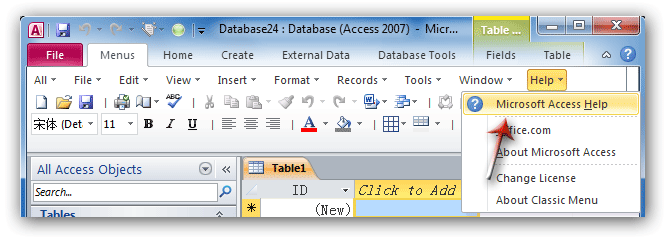 Database24 : Database (Access 2007) - Micr...
Table ...
File Menus Home Create External Data Database Tools Fields Table
All File Edit View Insert Format Records Tools Window Help
ABC
宋体 (Det 11 B I U
Microsoft Access Help
ffice.com
About Microsoft Access
Change License
About Classic Menu
All Access Objects
Search...
Tables
Table1
ID Click to Add
(New)